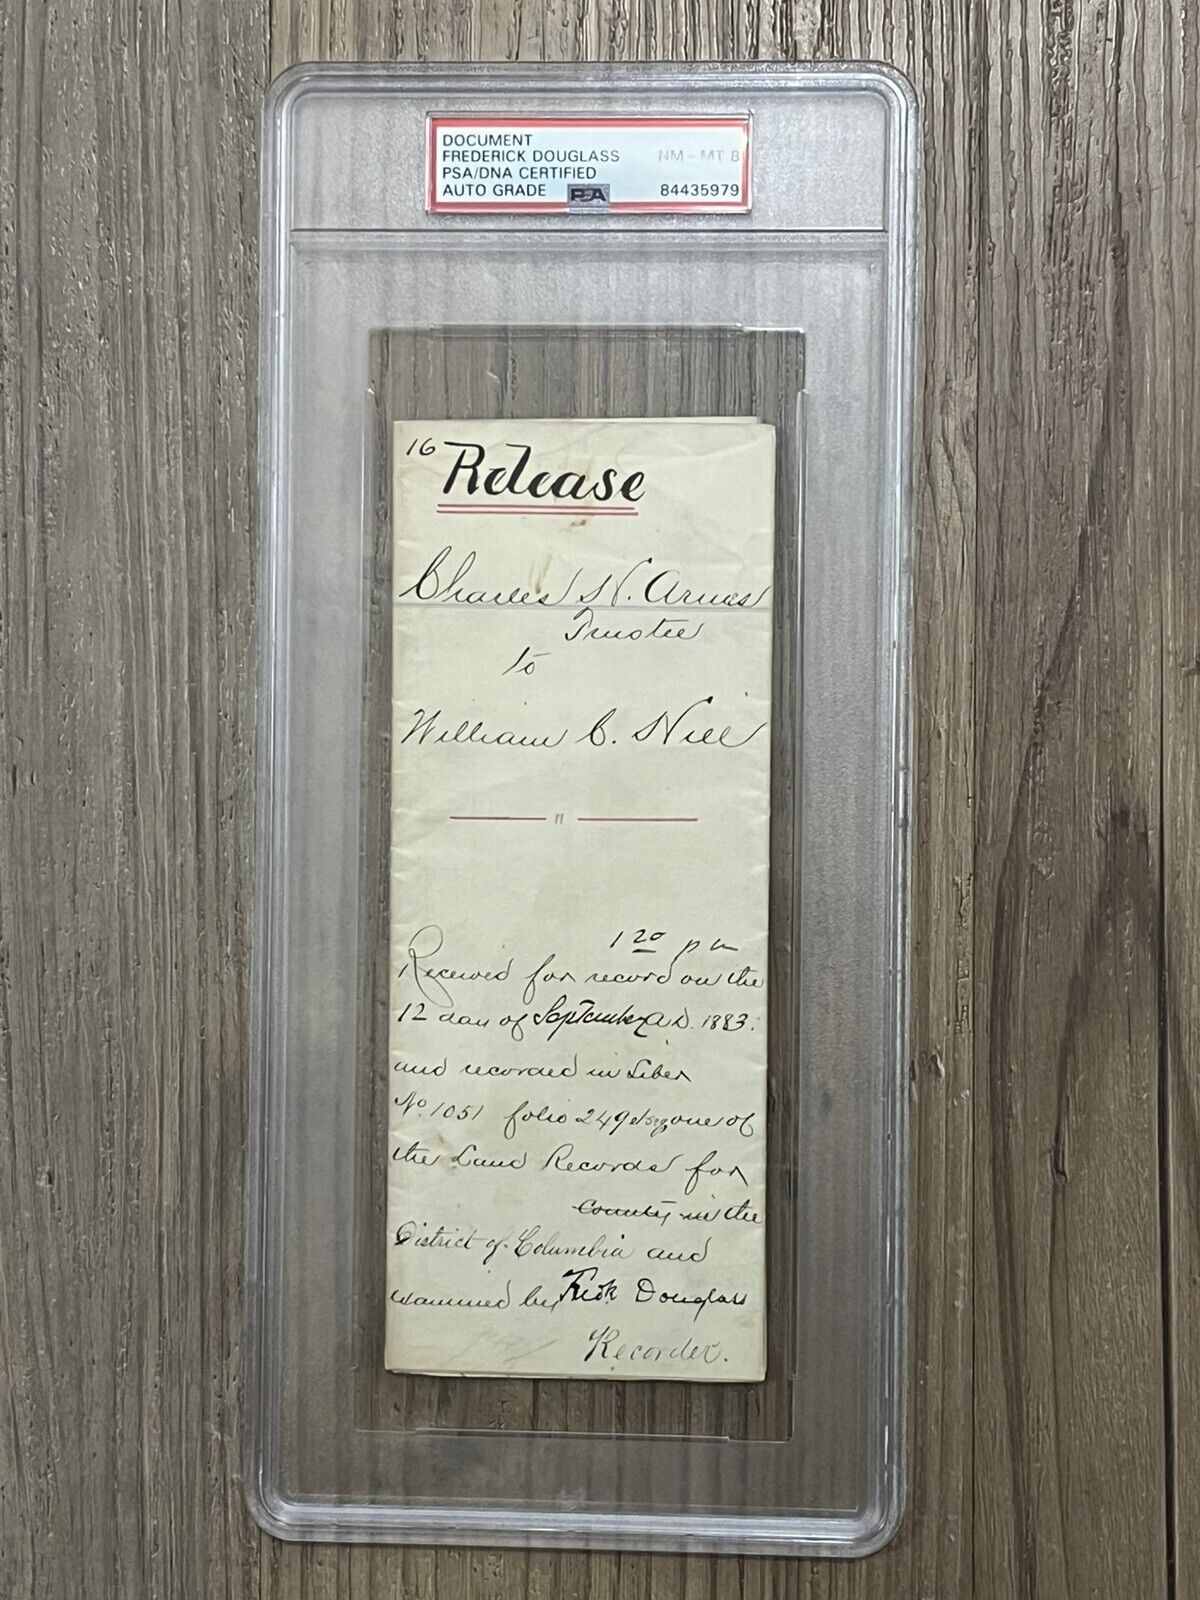 DOCUMENT
FREDERICK DOUGLASS NM - MT 8
PSA/DNA CERTIFIED
AUTO GRADE PSA 84435979
16 Release
Charles H. Armes
Trustee
to
William C. Hill
"
1 20 p m
Received for record on the
12 day of September A.D. 1883.
and recorded in Liber
No. 1051 folio 249 et seq one of
the Land Records for
county in the
District of Columbia and
examined by Fredk Douglass
Recorder.